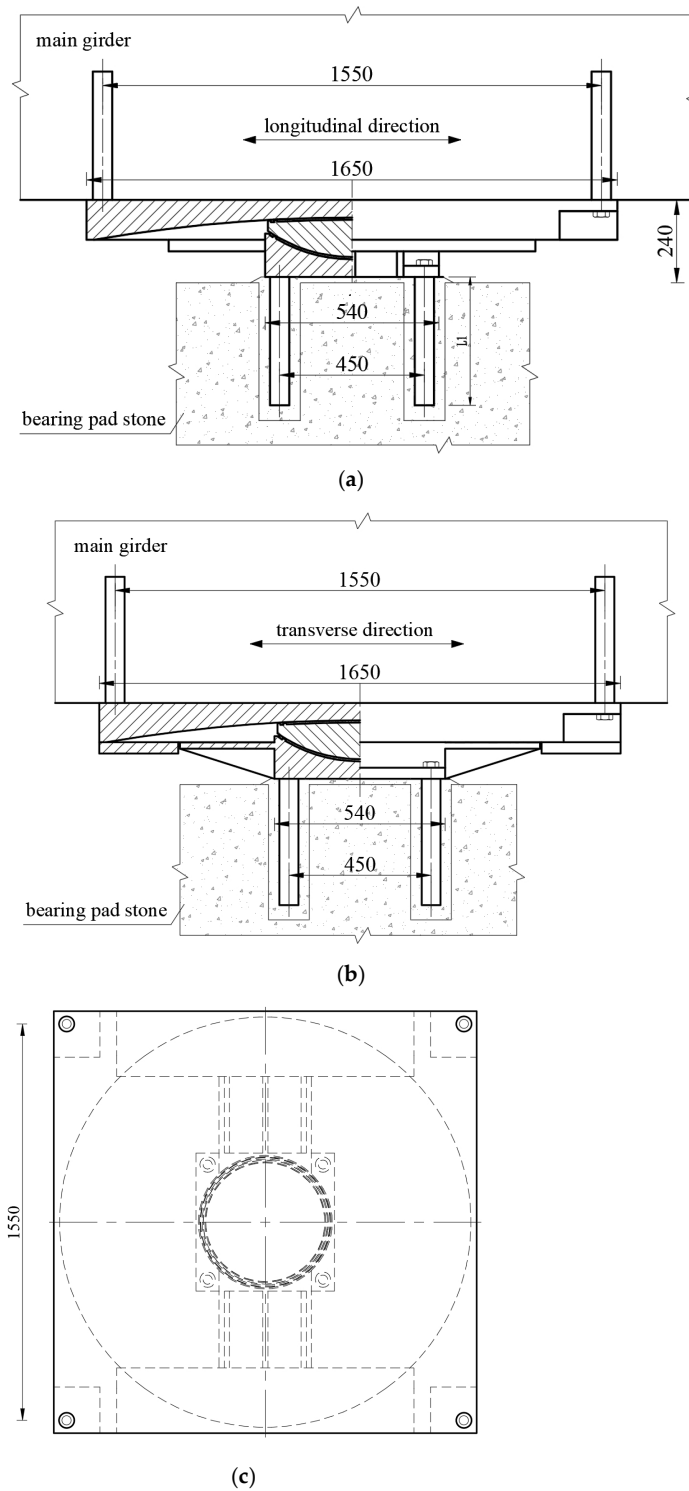 main girder
1550
longitudinal direction
1650
240
540
L1
450
bearing pad stone
(a)
main girder
1550
transverse direction
1650
540
450
bearing pad stone
(b)
1550
(c)